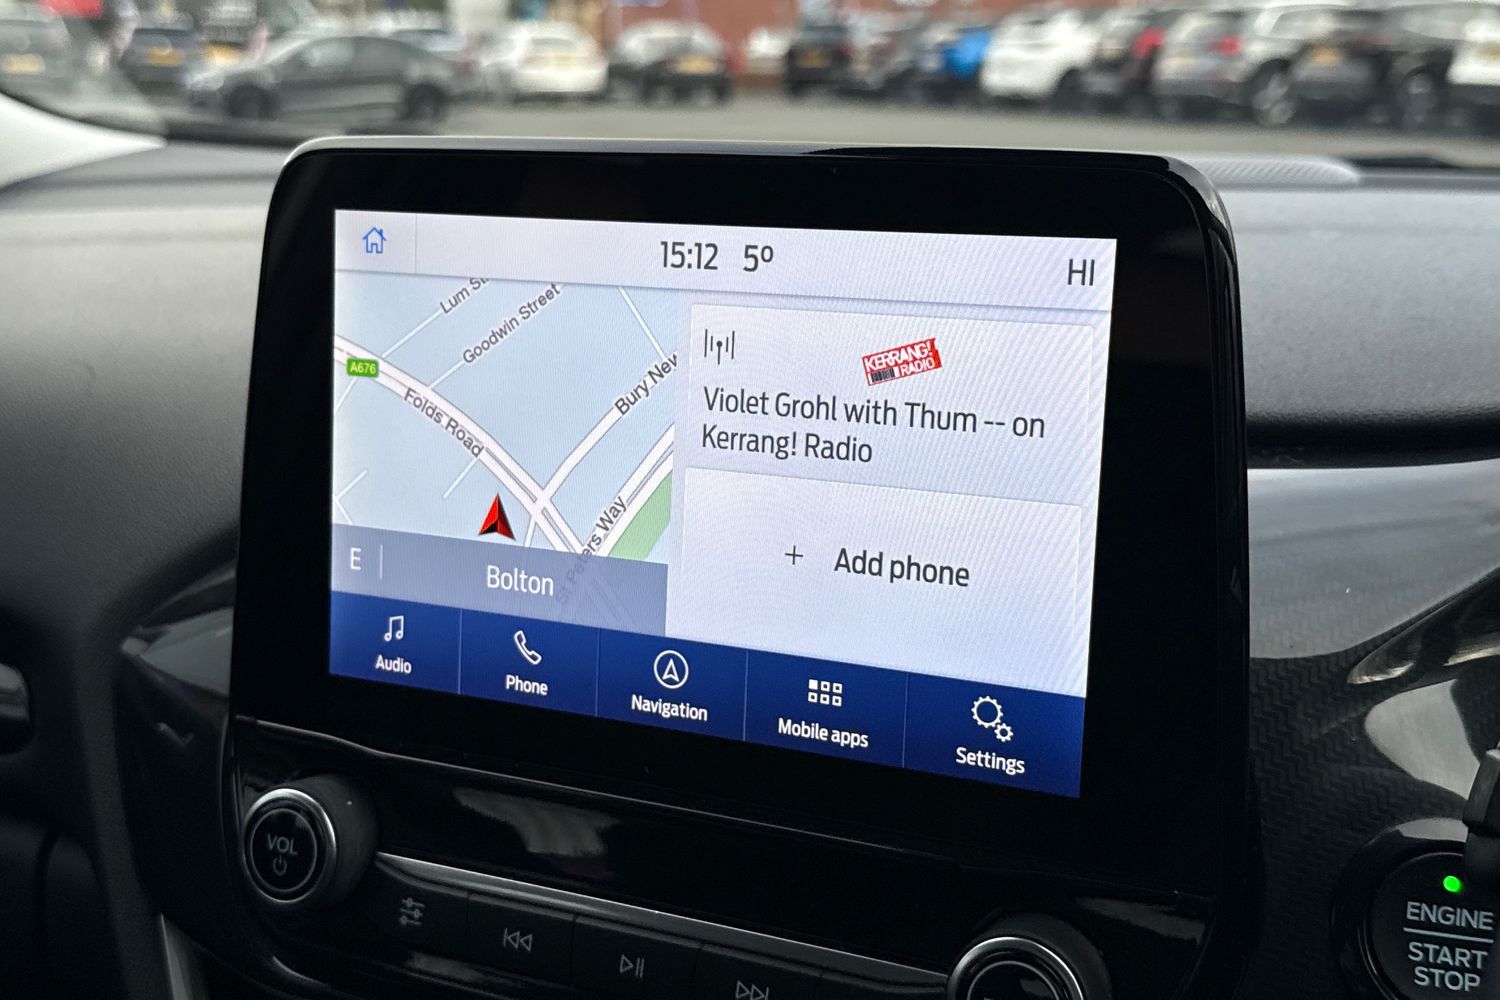 15:12 5º
HI
Lum St
Goodwin Street
A676
Folds Road
Bury New
St Peters Way
E
Bolton
KERRANG!
RADIO
Violet Grohl with Thum -- on
Kerrang! Radio
+ Add phone
Audio
Phone
Navigation
Mobile apps
Settings
VOL
ENGINE
START
STOP